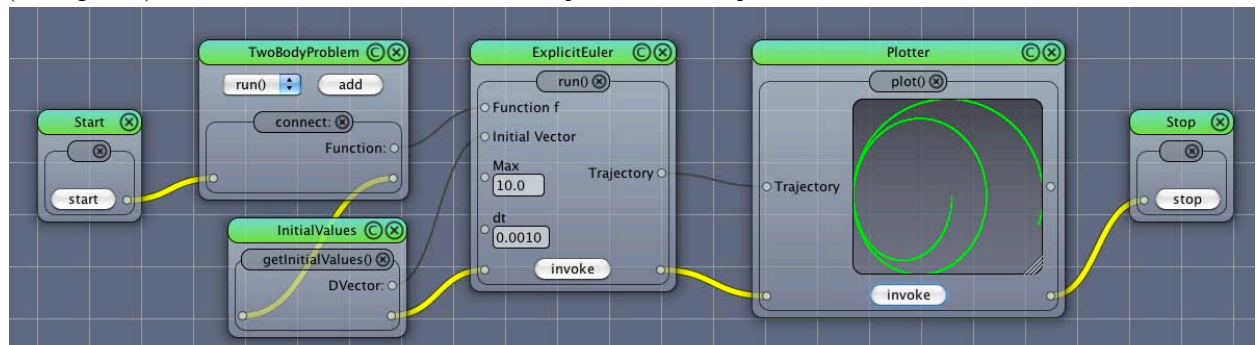 Start
start
TwoBodyProblem
run() add
connect:
Function:
InitialValues
getInitialValues()
DVector:
ExplicitEuler
run()
Function f
Initial Vector
Max
10.0
Trajectory
dt
0.0010
invoke
Plotter
plot()
Trajectory
invoke
Stop
stop